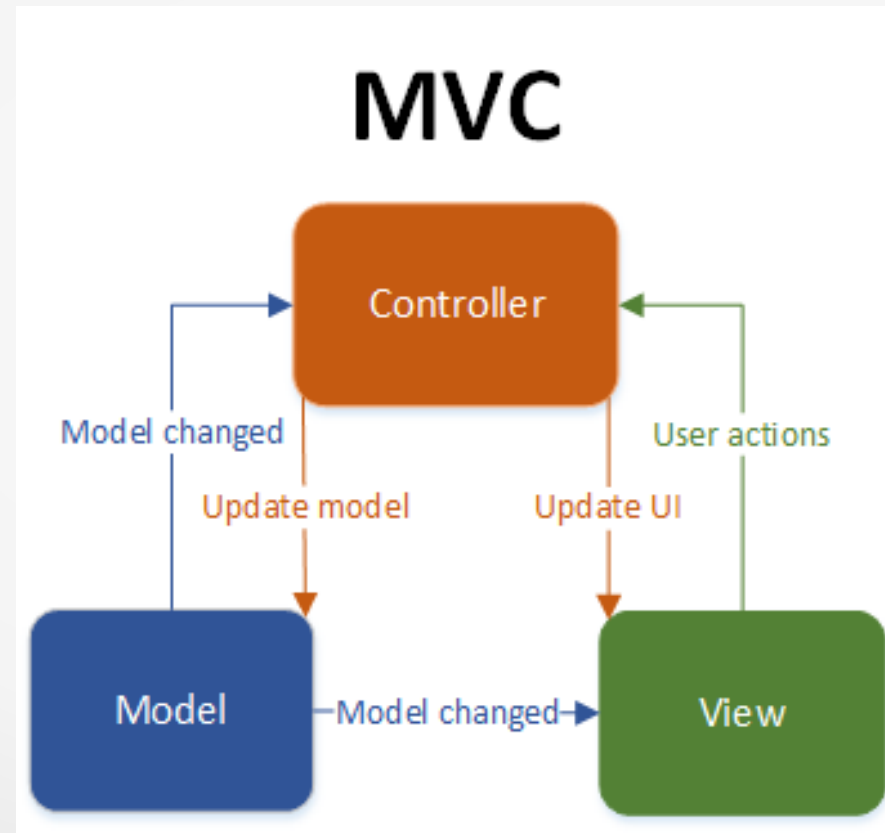 MVC
Controller
Model changed
User actions
Update model
Update UI
Model
Model changed
View